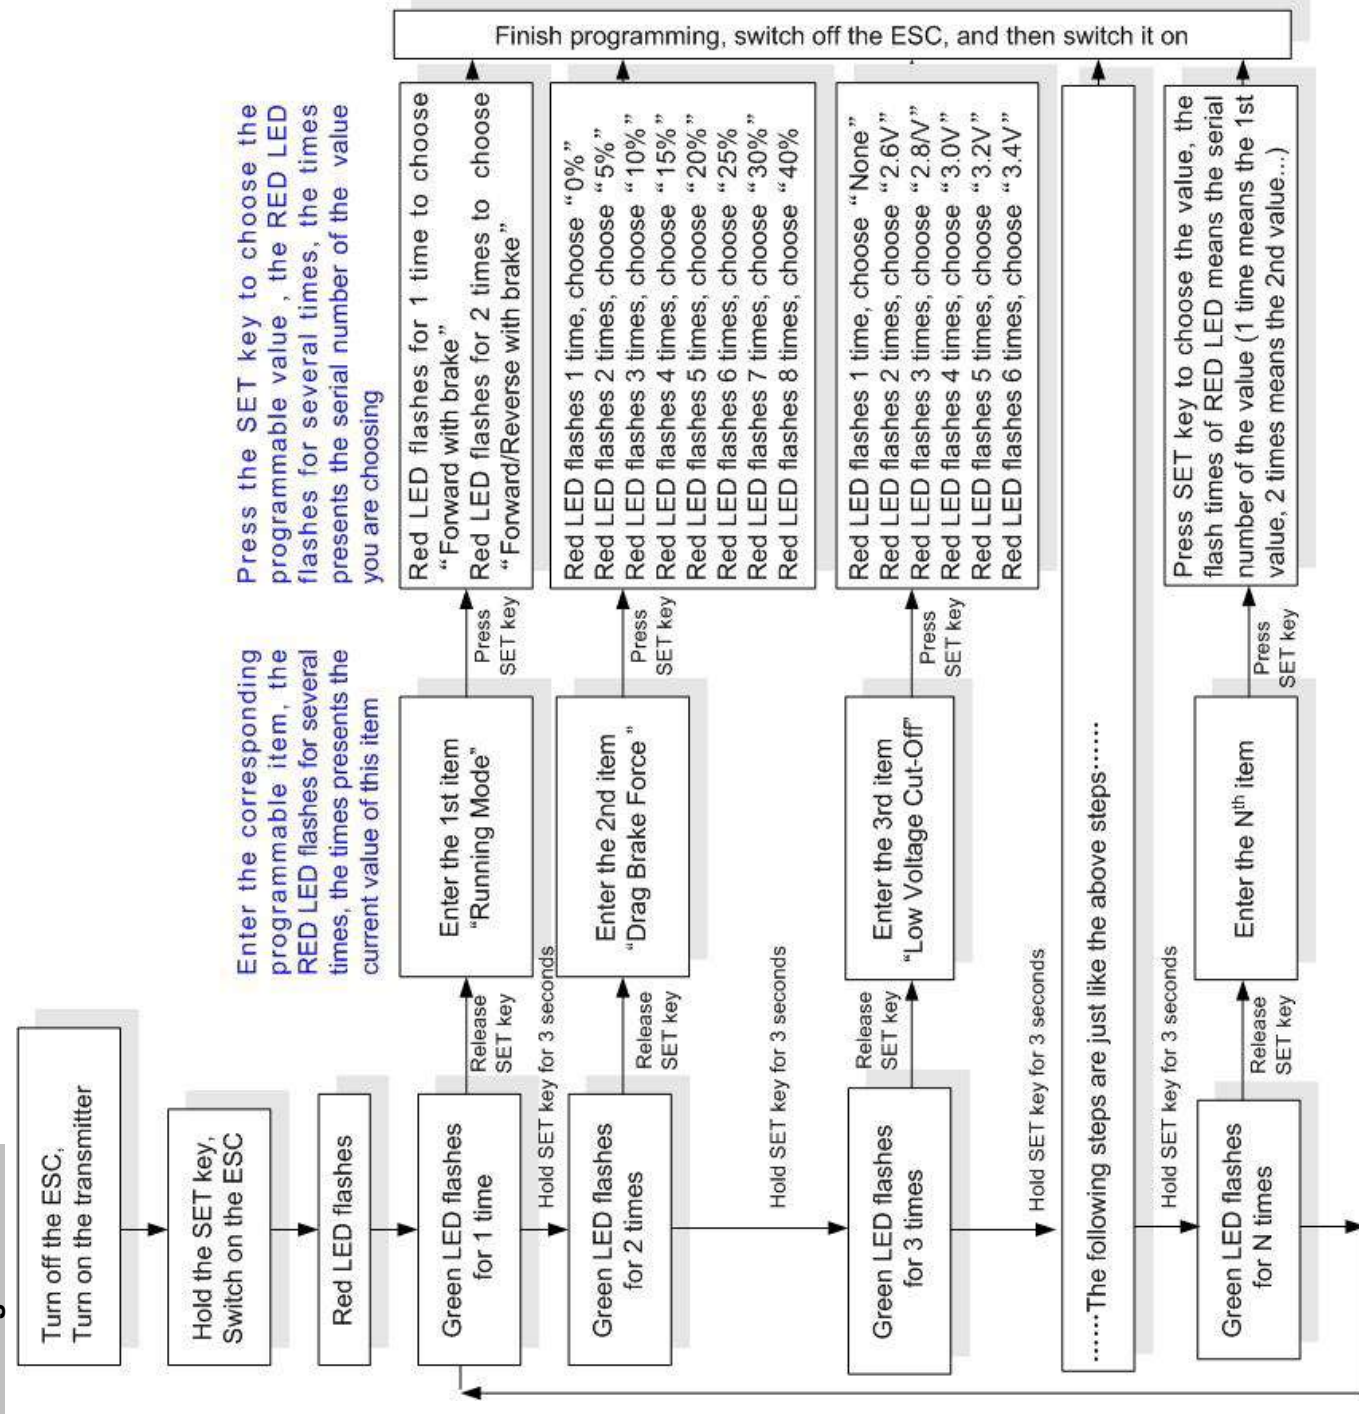 Turn off the ESC,
Turn on the transmitter
Hold the SET key,
Switch on the ESC
Red LED flashes
Enter the corresponding
programmable item, the
RED LED flashes for several
times, the times presents the
current value of this item
Press the SET key to choose the
programmable value , the RED LED
flashes for several times, the times
presents the serial number of the value
you are choosing
Green LED flashes
for 1 time
Release
SET key
Enter the 1st item
“Running Mode”
Press
SET key
Red LED flashes for 1 time to choose
“Forward with brake”
Red LED flashes for 2 times to choose
“Forward/Reverse with brake”
Hold SET key for 3 seconds
Green LED flashes
for 2 times
Release
SET key
Enter the 2nd item
“Drag Brake Force ”
Press
SET key
Red LED flashes 1 time, choose “0%”
Red LED flashes 2 times, choose “5%”
Red LED flashes 3 times, choose “10%”
Red LED flashes 4 times, choose “15%”
Red LED flashes 5 times, choose “20%”
Red LED flashes 6 times, choose “25%
Red LED flashes 7 times, choose “30%”
Red LED flashes 8 times, choose “40%
Hold SET key for 3 seconds
Green LED flashes
for 3 times
Release
SET key
Enter the 3rd item
“Low Voltage Cut-Off”
Press
SET key
Red LED flashes 1 time, choose “None”
Red LED flashes 2 times, choose “2.6V”
Red LED flashes 3 times, choose “2.8/V”
Red LED flashes 4 times, choose “3.0V”
Red LED flashes 5 times, choose “3.2V”
Red LED flashes 6 times, choose “3.4V”
Hold SET key for 3 seconds
......The following steps are just like the above steps......
Hold SET key for 3 seconds
Green LED flashes
for N times
Release
SET key
Enter the Nth item
Press
SET key
Press SET key to choose the value, the
flash times of RED LED means the serial
number of the value (1 time means the 1st
value, 2 times means the 2nd value...)
Finish programming, switch off the ESC, and then switch it on